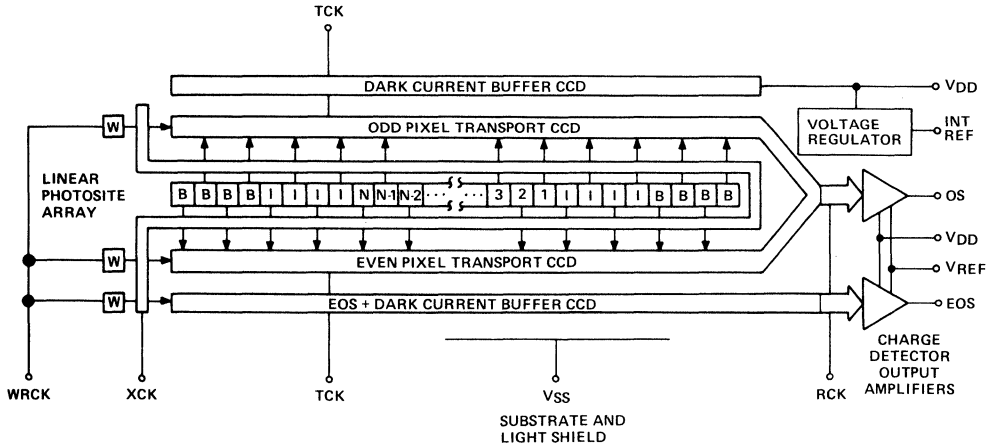 TCK
DARK CURRENT BUFFER CCD
VDD
W
ODD PIXEL TRANSPORT CCD
VOLTAGE
REGULATOR
INT
REF
LINEAR
PHOTOSITE
ARRAY
B B B B I I I I N N-1 N-2 ··· ··· 3 2 1 I I I I B B B B
OS
VDD
W
EVEN PIXEL TRANSPORT CCD
VREF
W
EOS + DARK CURRENT BUFFER CCD
EOS
CHARGE
DETECTOR
OUTPUT
AMPLIFIERS
WRCK
XCK
TCK
VSS
RCK
SUBSTRATE AND
LIGHT SHIELD